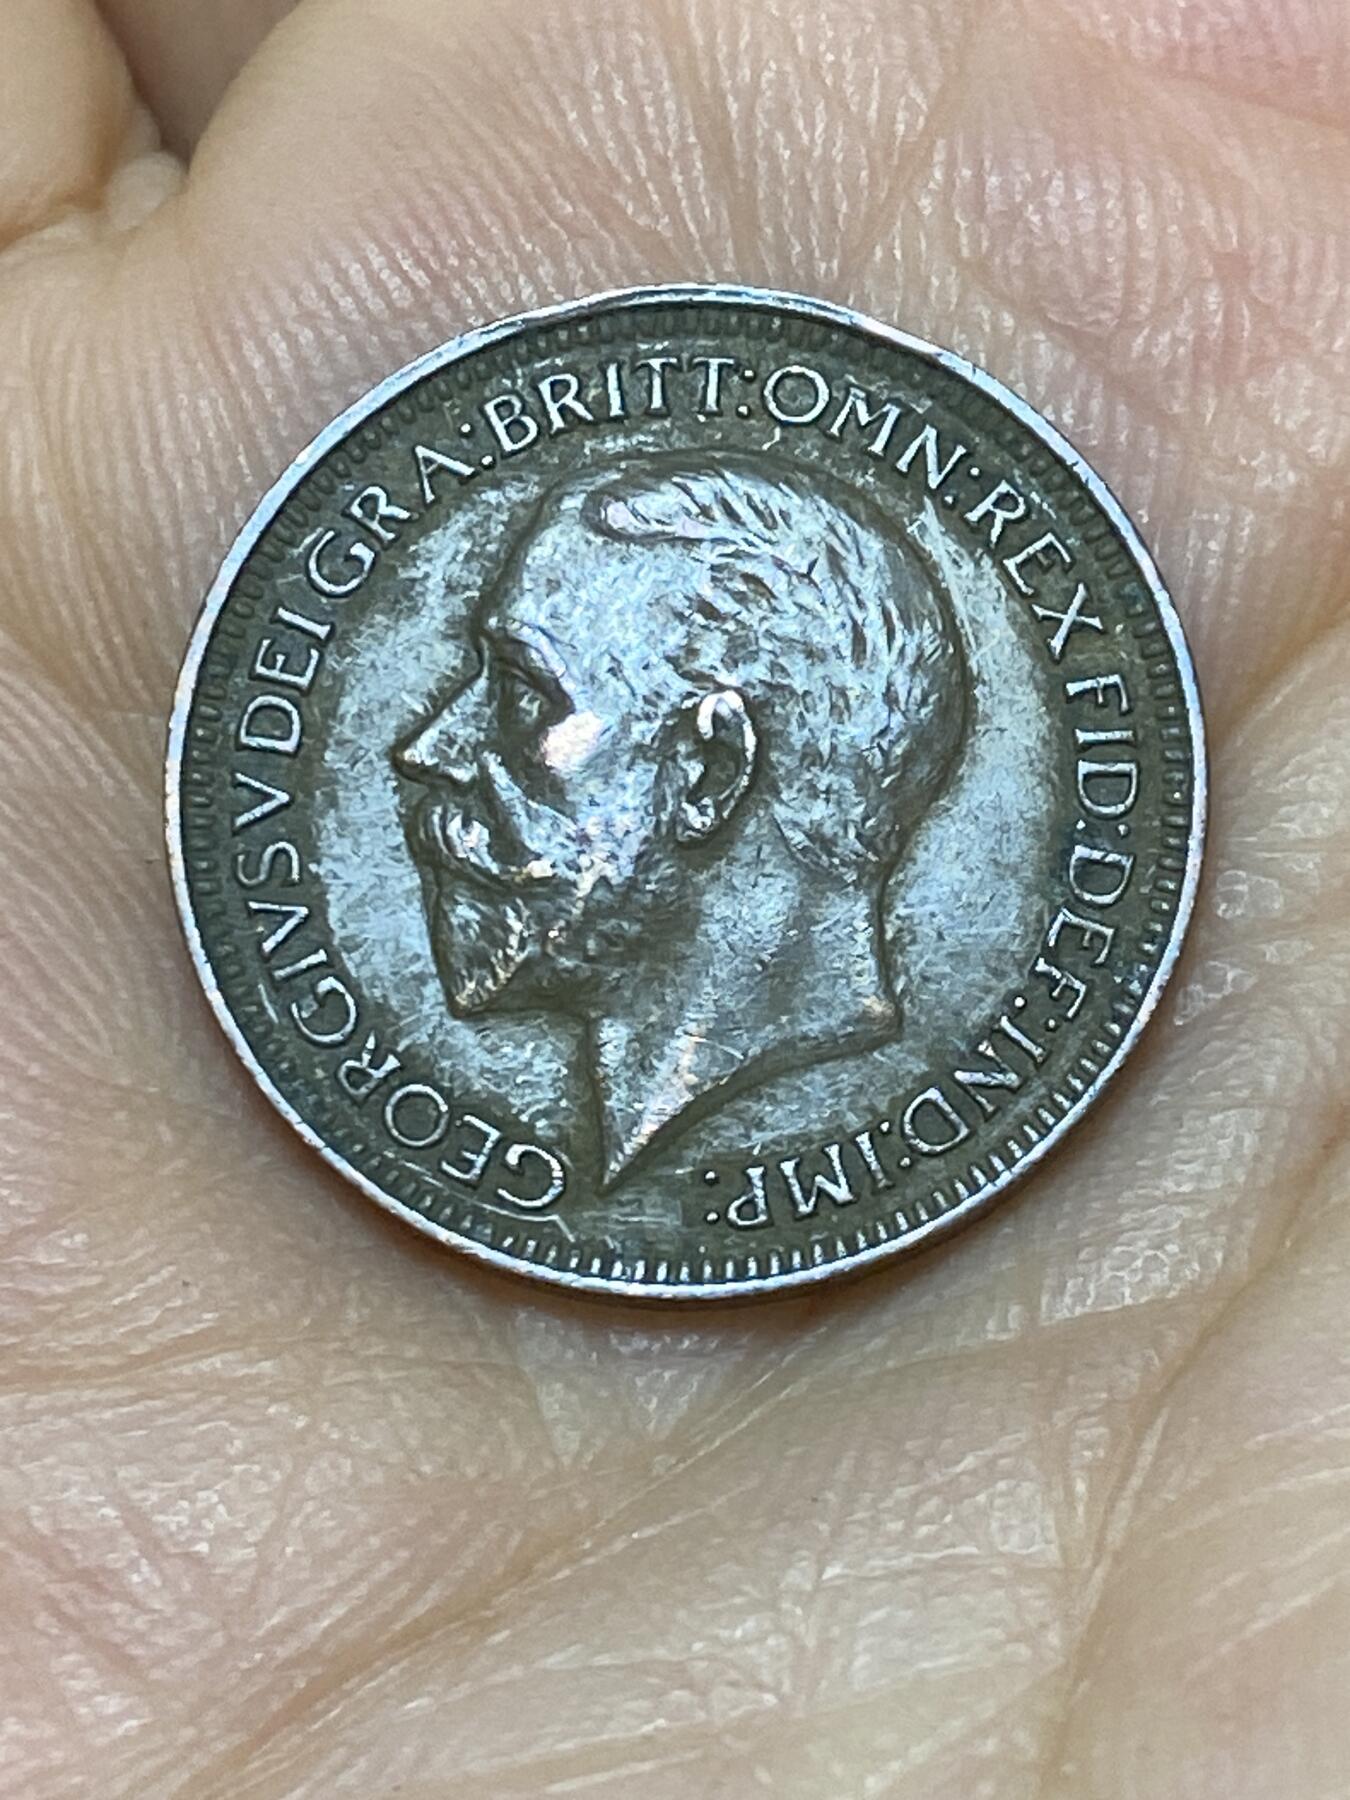 GEORGIVS V DEI GRA: BRITT: OMN: REX FID: DEF: IND: IMP: